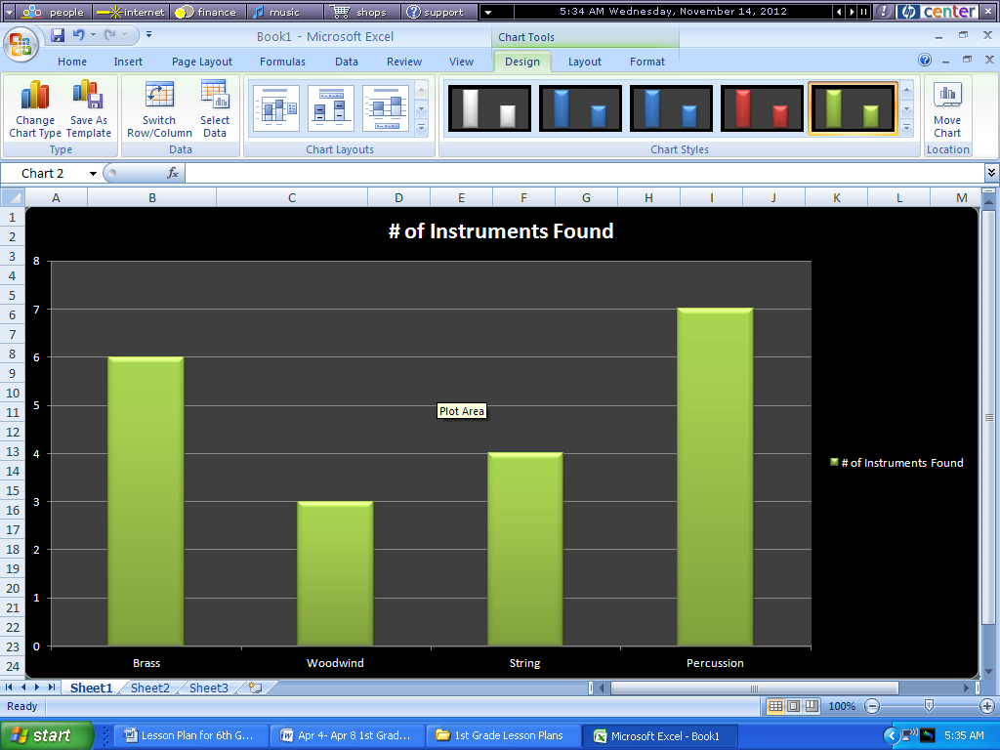 people internet finance music shops support 5:34 AM Wednesday, November 14, 2012 ! hp center
Book1 - Microsoft Excel Chart Tools
Home Insert Page Layout Formulas Data Review View Design Layout Format
Change Chart Type Save As Template Switch Row/Column Select Data Move Chart
Type Data Chart Layouts Chart Styles Location
Chart 2 fx
A B C D E F G H I J K L M
1
2
3
4
5
6
7
8
9
10
11
12
13
14
15
16
17
18
19
20
21
22
23
24
# of Instruments Found
8
7
6
5
4
3
2
1
0
Plot Area
# of Instruments Found
Brass Woodwind String Percussion
Sheet1 Sheet2 Sheet3
Ready 100%
start Lesson Plan for 6th G... Apr 4- Apr 8 1st Grad... 1st Grade Lesson Plans Microsoft Excel - Book1 5:35 AM